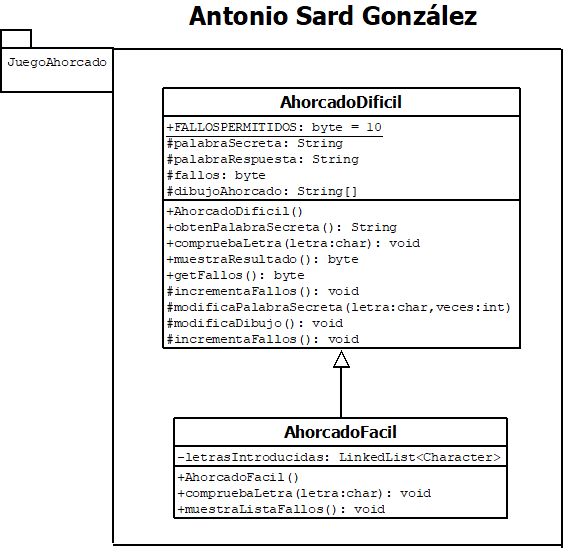 Antonio Sard González
JuegoAhorcado
AhorcadoDificil
+FALLOSPERMITIDOS: byte = 10
#palabraSecreta: String
#palabraRespuesta: String
#fallos: byte
#dibujoAhorcado: String[]
+AhorcadoDificil()
+obtenPalabraSecreta(): String
+compruebaLetra(letra:char): void
+muestraResultado(): byte
+getFallos(): byte
#incrementaFallos(): void
#modificaPalabraSecreta(letra:char,veces:int)
#modificaDibujo(): void
#incrementaFallos(): void
AhorcadoFacil
-letrasIntroducidas: LinkedList<Character>
+AhorcadoFacil()
+compruebaLetra(letra:char): void
+muestraListaFallos(): void